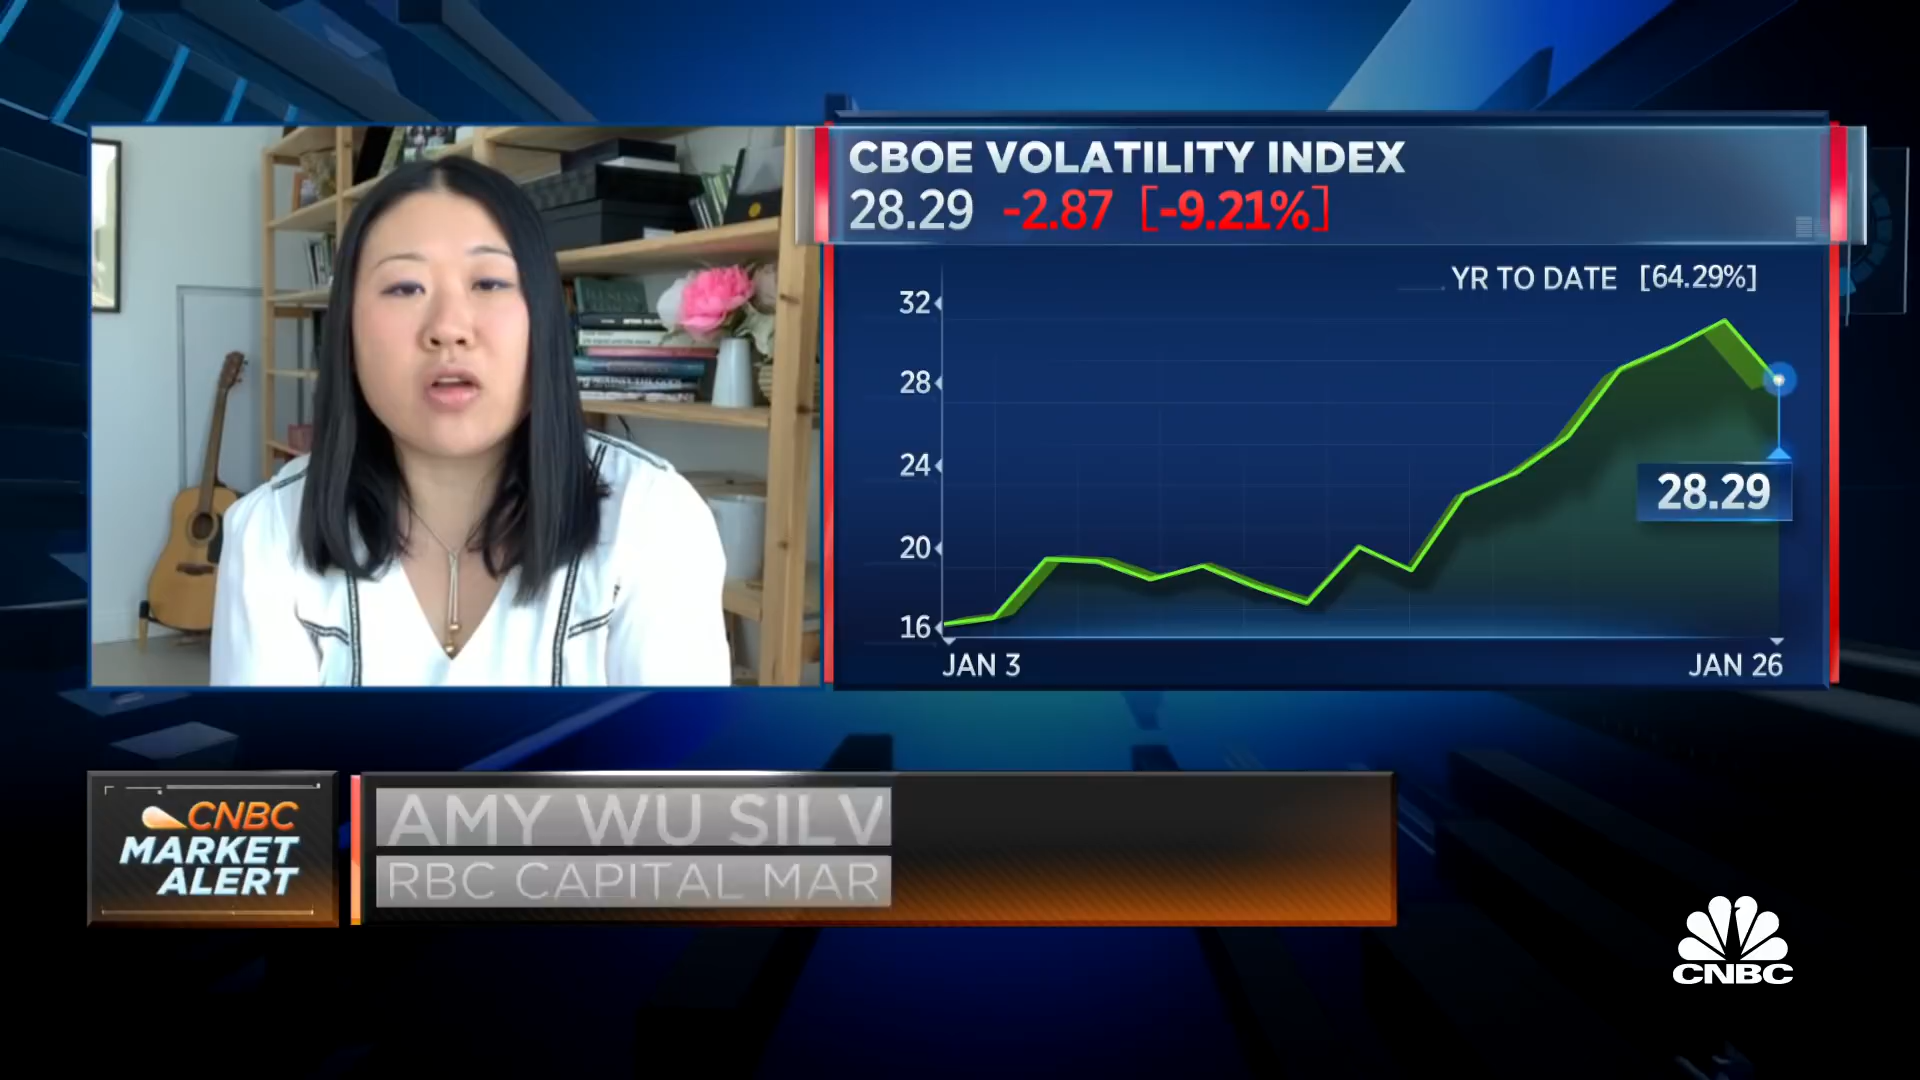 CBOE VOLATILITY INDEX
28.29 -2.87 [-9.21%]
YR TO DATE [64.29%]
32
28
24
20
16
28.29
JAN 3 JAN 26
CNBC
MARKET
ALERT
AMY WU SILV
RBC CAPITAL MAR
CNBC